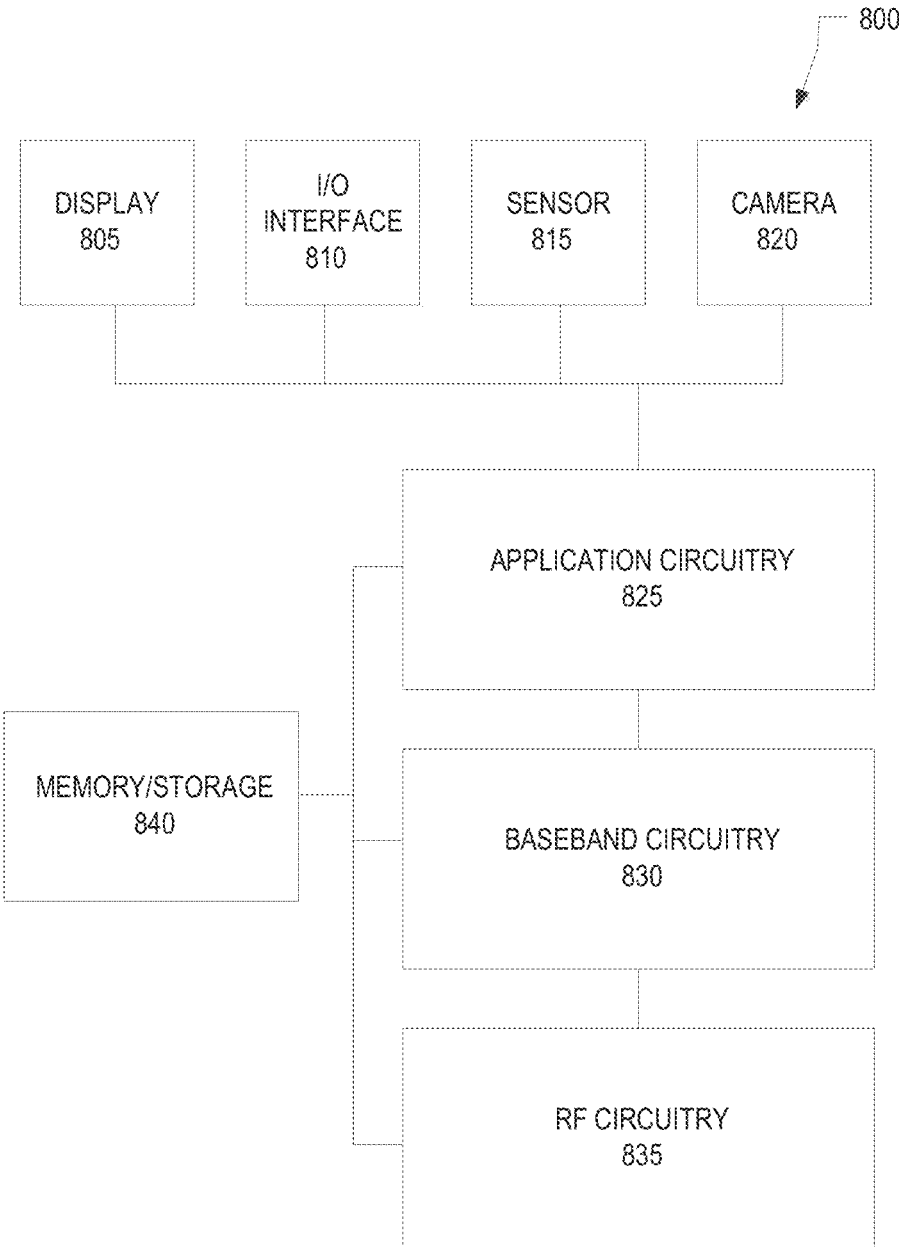 800
DISPLAY
805
I/O
INTERFACE
810
SENSOR
815
CAMERA
820
APPLICATION CIRCUITRY
825
MEMORY/STORAGE
840
BASEBAND CIRCUITRY
830
RF CIRCUITRY
835